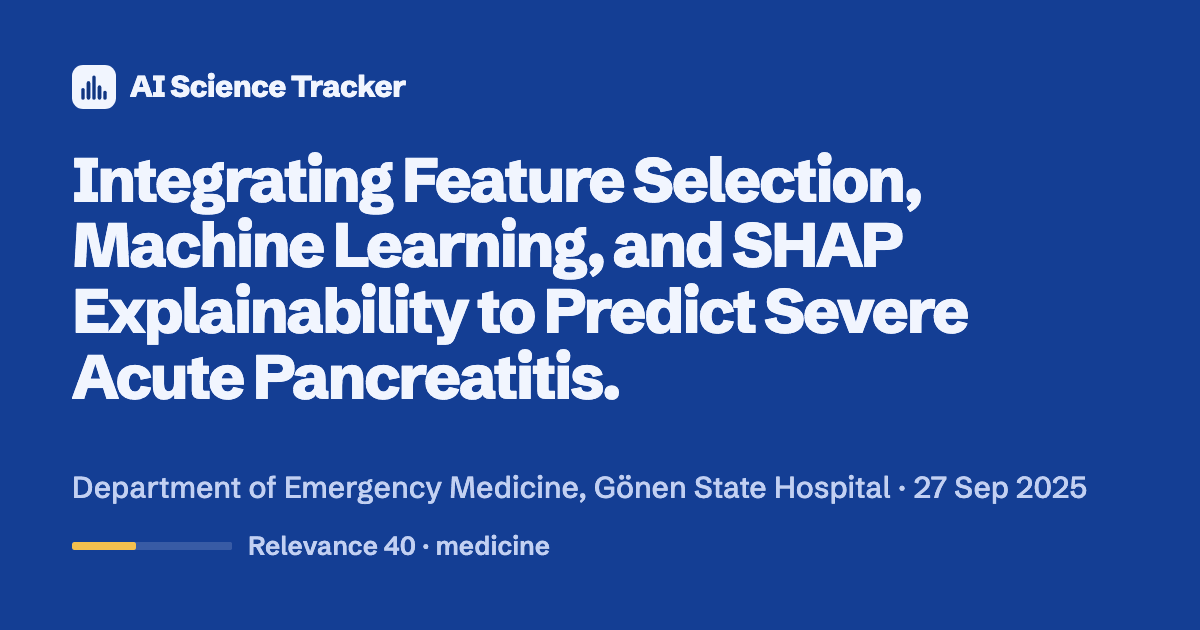 AI Science Tracker
Integrating Feature Selection,
Machine Learning, and SHAP
Explainability to Predict Severe
Acute Pancreatitis.
Department of Emergency Medicine, Gönen State Hospital · 27 Sep 2025
Relevance 40 · medicine